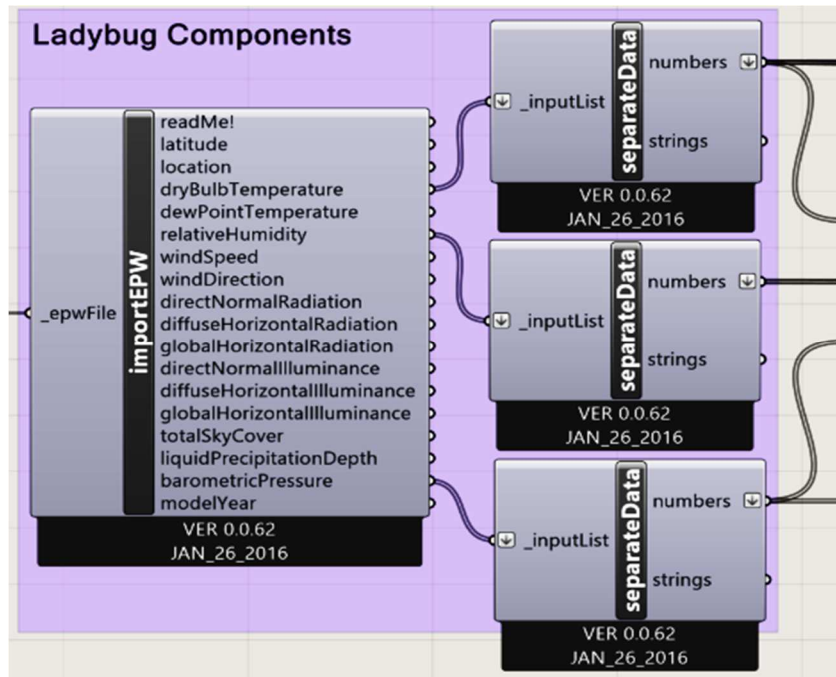 Ladybug Components
_epwFile
importEPW
readMe!
latitude
location
dryBulbTemperature
dewPointTemperature
relativeHumidity
windSpeed
windDirection
directNormalRadiation
diffuseHorizontalRadiation
globalHorizontalRadiation
directNormalIlluminance
diffuseHorizontalIlluminance
globalHorizontalIlluminance
totalSkyCover
liquidPrecipitationDepth
barometricPressure
modelYear
VER 0.0.62
JAN_26_2016
_inputList
separateData
numbers
strings
VER 0.0.62
JAN_26_2016
_inputList
separateData
numbers
strings
VER 0.0.62
JAN_26_2016
_inputList
separateData
numbers
strings
VER 0.0.62
JAN_26_2016